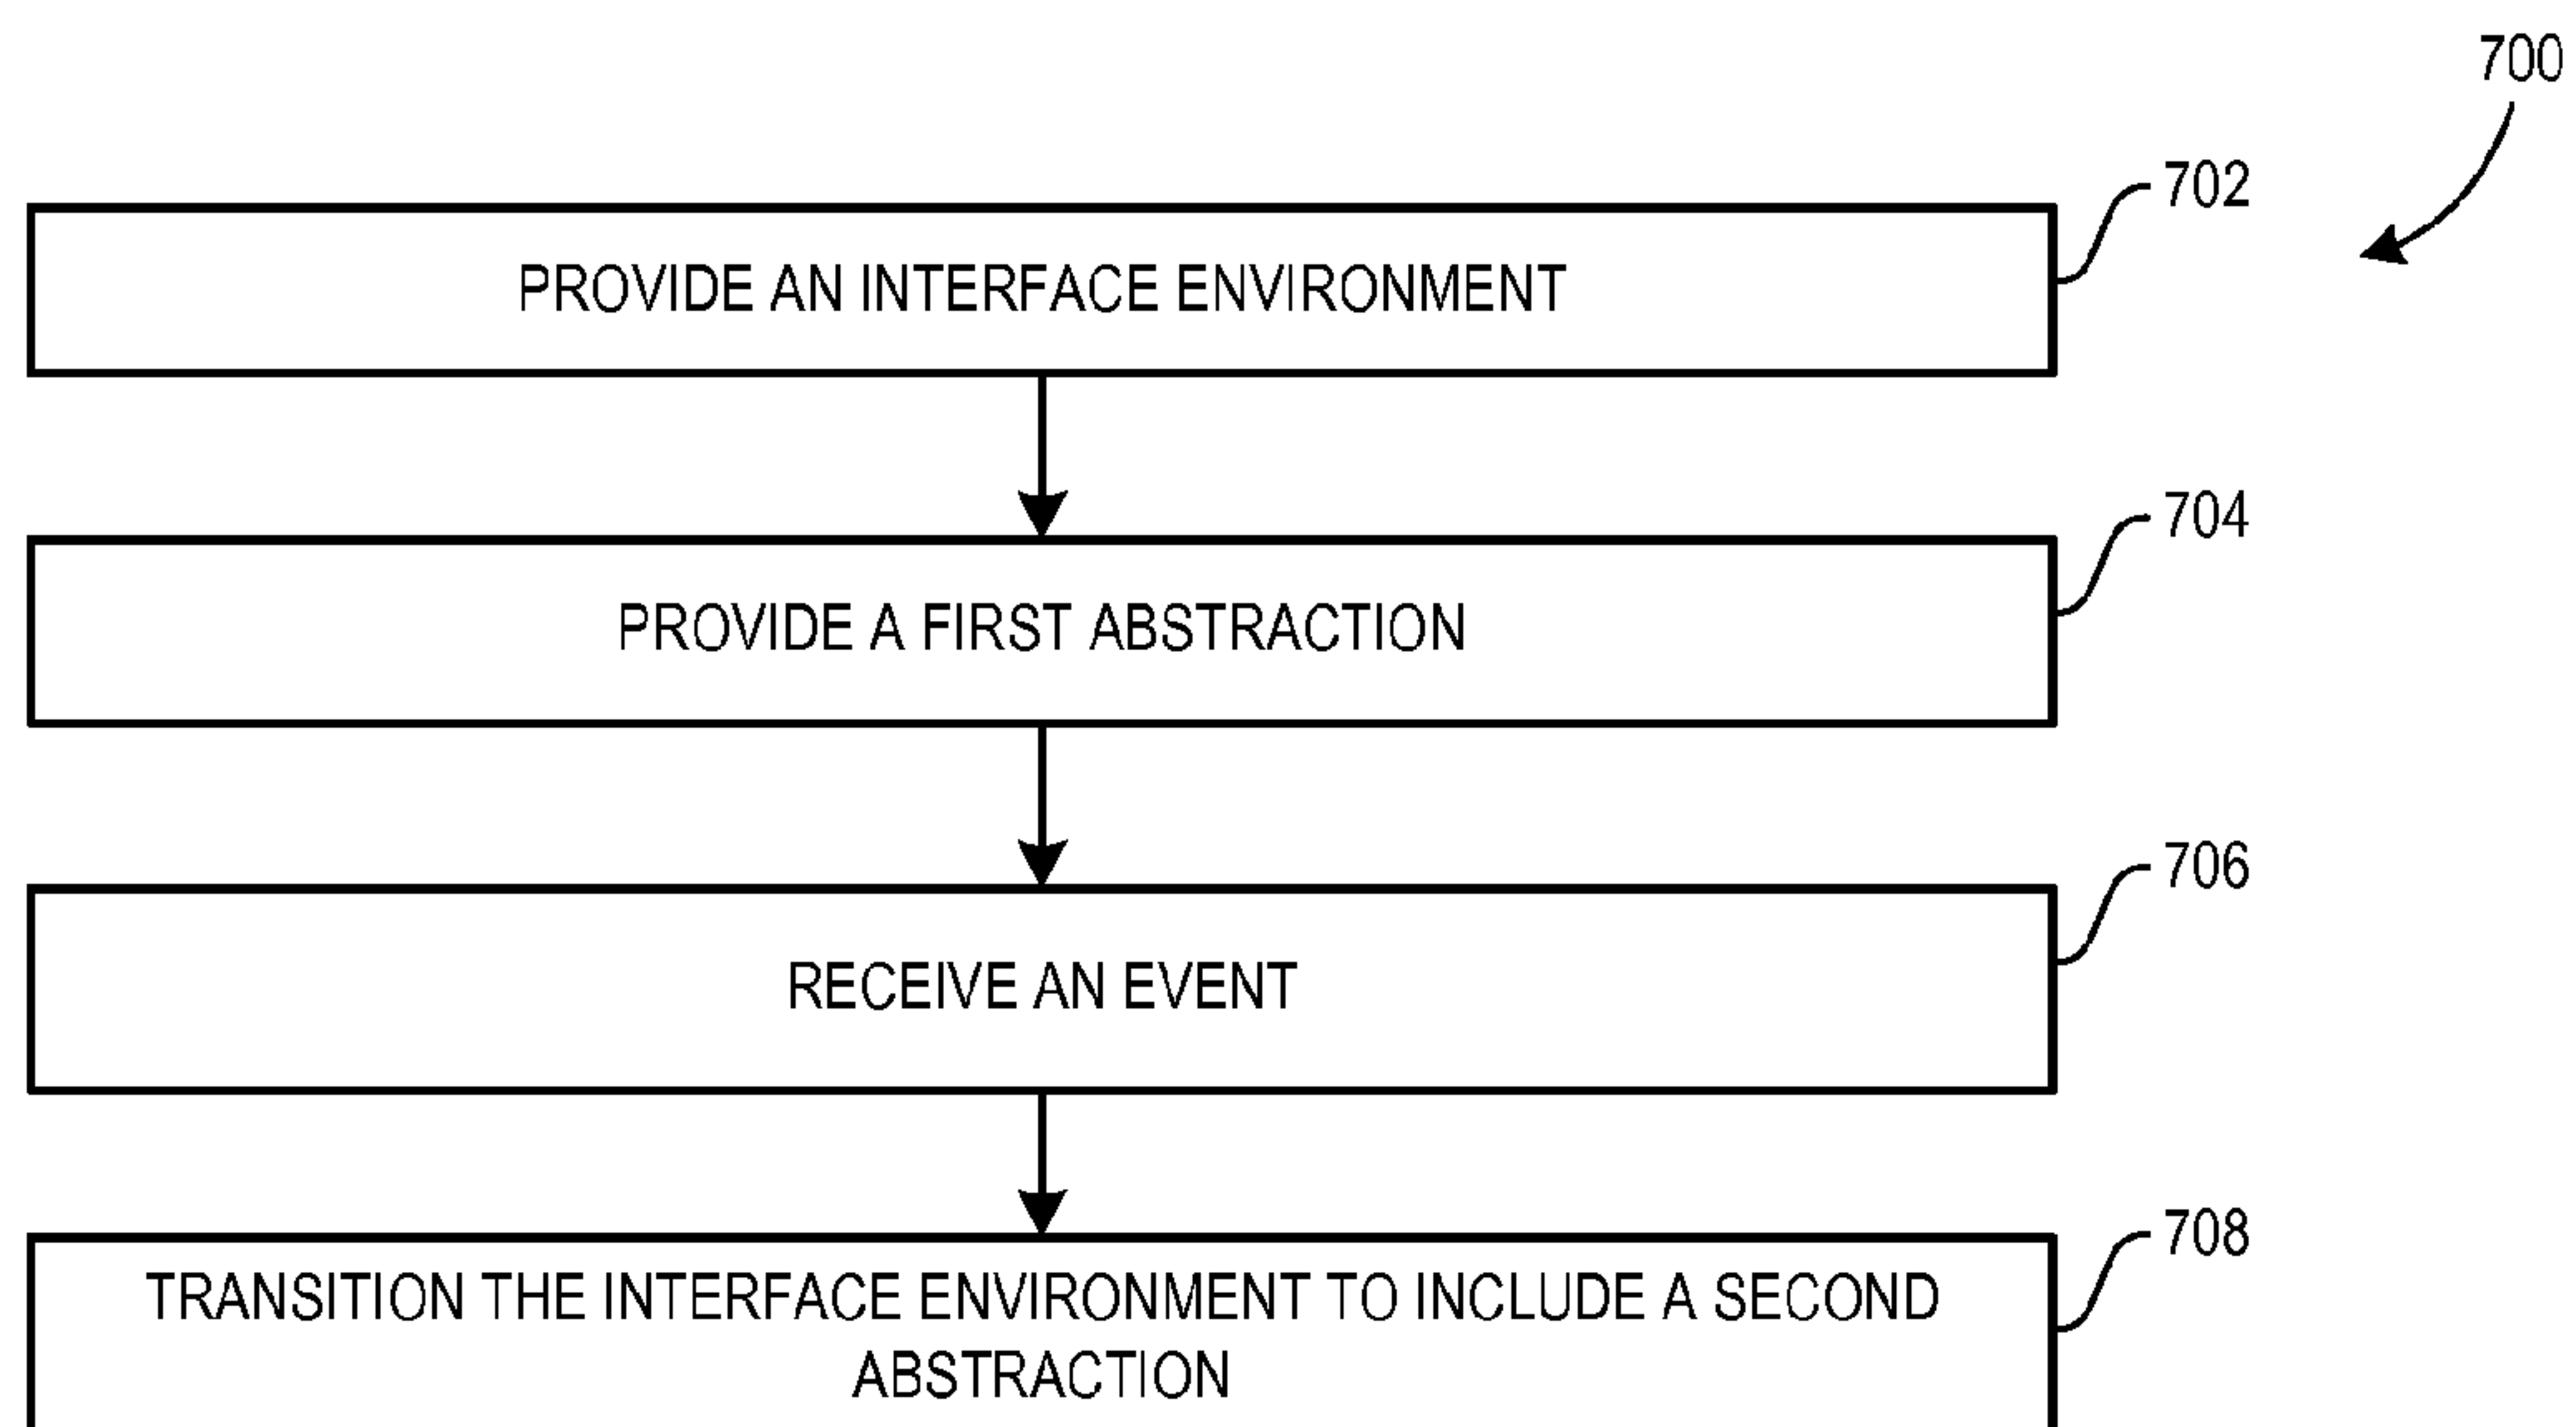 700
702
PROVIDE AN INTERFACE ENVIRONMENT
704
PROVIDE A FIRST ABSTRACTION
706
RECEIVE AN EVENT
708
TRANSITION THE INTERFACE ENVIRONMENT TO INCLUDE A SECOND
ABSTRACTION